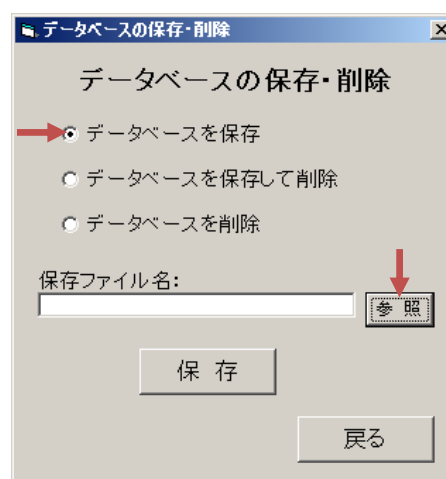 データベースの保存・削除
データベースの保存・削除
データベースを保存
データベースを保存して削除
データベースを削除
保存ファイル名:
参 照
保 存
戻る